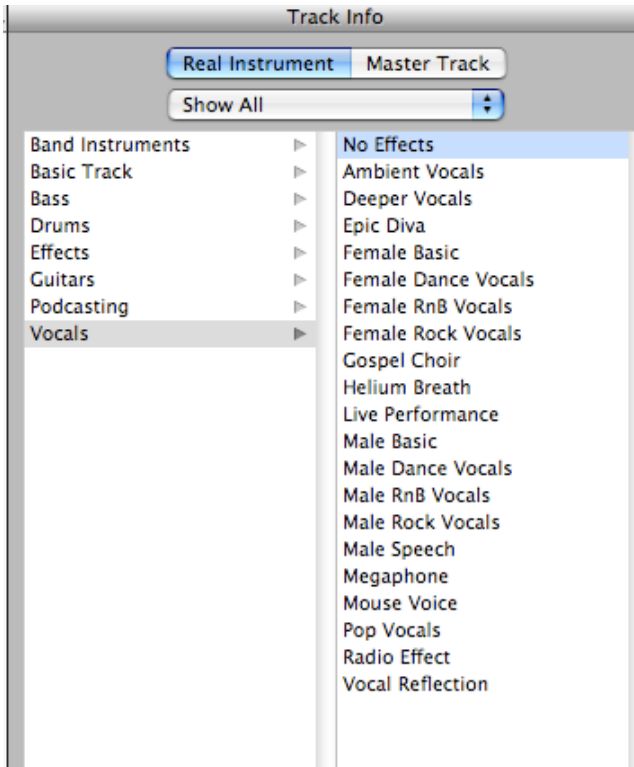 Track Info
Real Instrument Master Track
Show All
Band Instruments
Basic Track
Bass
Drums
Effects
Guitars
Podcasting
Vocals
No Effects
Ambient Vocals
Deeper Vocals
Epic Diva
Female Basic
Female Dance Vocals
Female RnB Vocals
Female Rock Vocals
Gospel Choir
Helium Breath
Live Performance
Male Basic
Male Dance Vocals
Male RnB Vocals
Male Rock Vocals
Male Speech
Megaphone
Mouse Voice
Pop Vocals
Radio Effect
Vocal Reflection